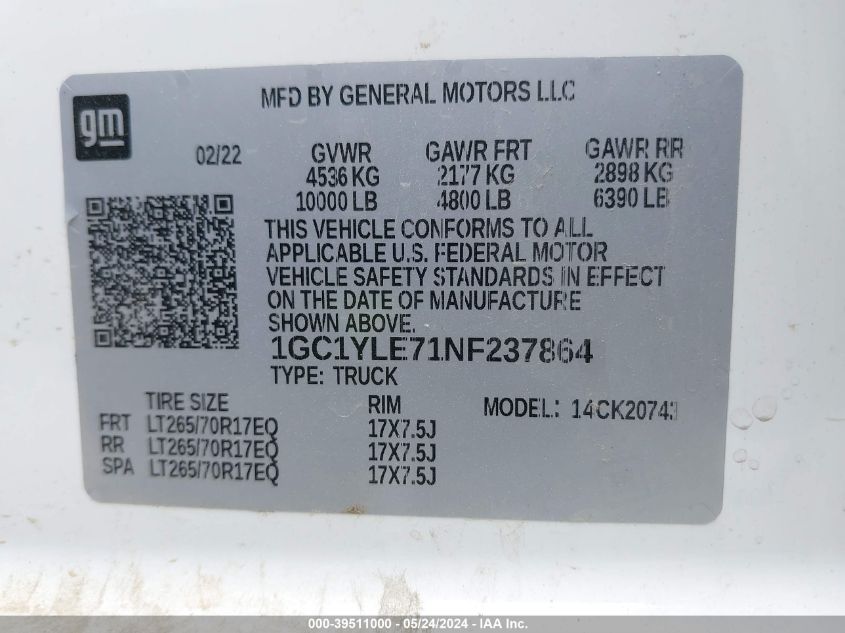 MFD BY GENERAL MOTORS LLC
gm
02/22 GVWR GAWR FRT GAWR RR
4536 KG 2177 KG 2898 KG
10000 LB 4800 LB 6390 LB
THIS VEHICLE CONFORMS TO ALL
APPLICABLE U.S. FEDERAL MOTOR
VEHICLE SAFETY STANDARDS IN EFFECT
ON THE DATE OF MANUFACTURE
SHOWN ABOVE.
1GC1YLE71NF237864
TYPE: TRUCK
TIRE SIZE RIM MODEL: 14CK20743
FRT LT265/70R17EQ 17X7.5J
RR LT265/70R17EQ 17X7.5J
SPA LT265/70R17EQ 17X7.5J
000-39511000 - 05/24/2024 - IAA Inc.